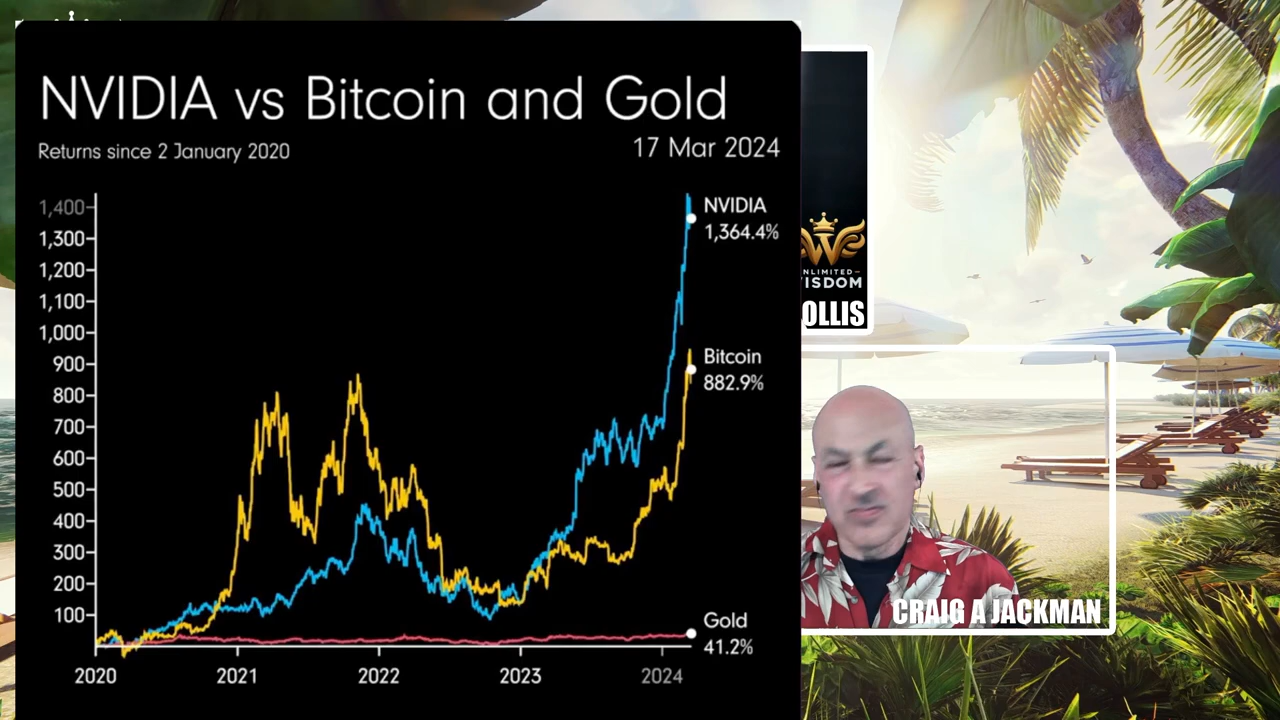 NVIDIA vs Bitcoin and Gold
Returns since 2 January 2020
17 Mar 2024
1,400
1,300
1,200
1,100
1,000
900
800
700
600
500
400
300
200
100
NVIDIA
1,364.4%
Bitcoin
882.9%
Gold
41.2%
2020
2021
2022
2023
2024
NLIMITED
ISDOM
OLLIS
CRAIG A JACKMAN